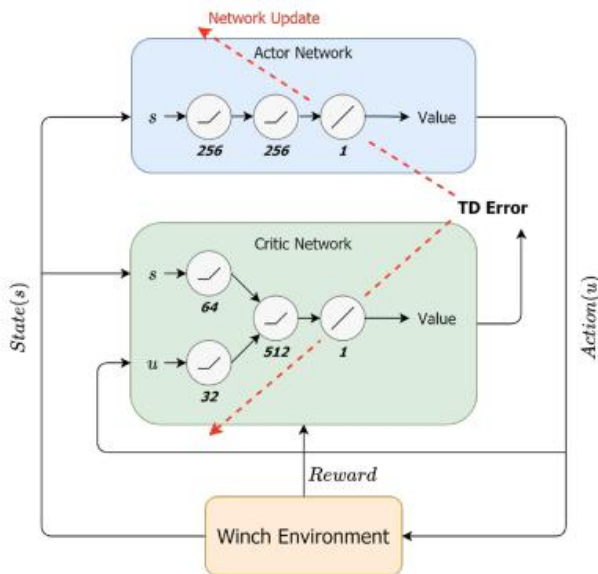 Network Update
Actor Network
s
Value
256
256
1
TD Error
Critic Network
s
64
Value
512
1
u
32
State(s)
Action(u)
Reward
Winch Environment